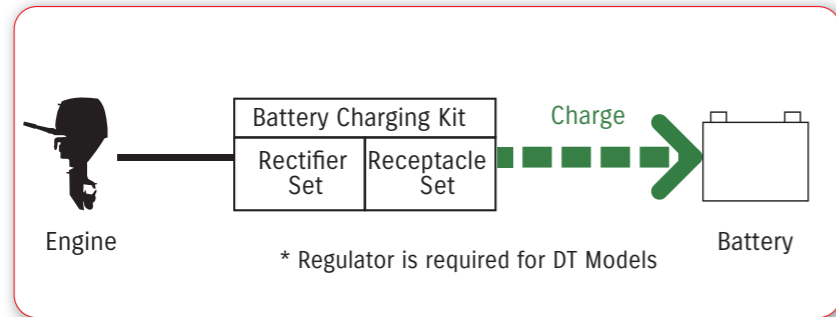 Battery Charging Kit
Rectifier
Set
Receptacle
Set
Charge
Engine
Battery
* Regulator is required for DT Models